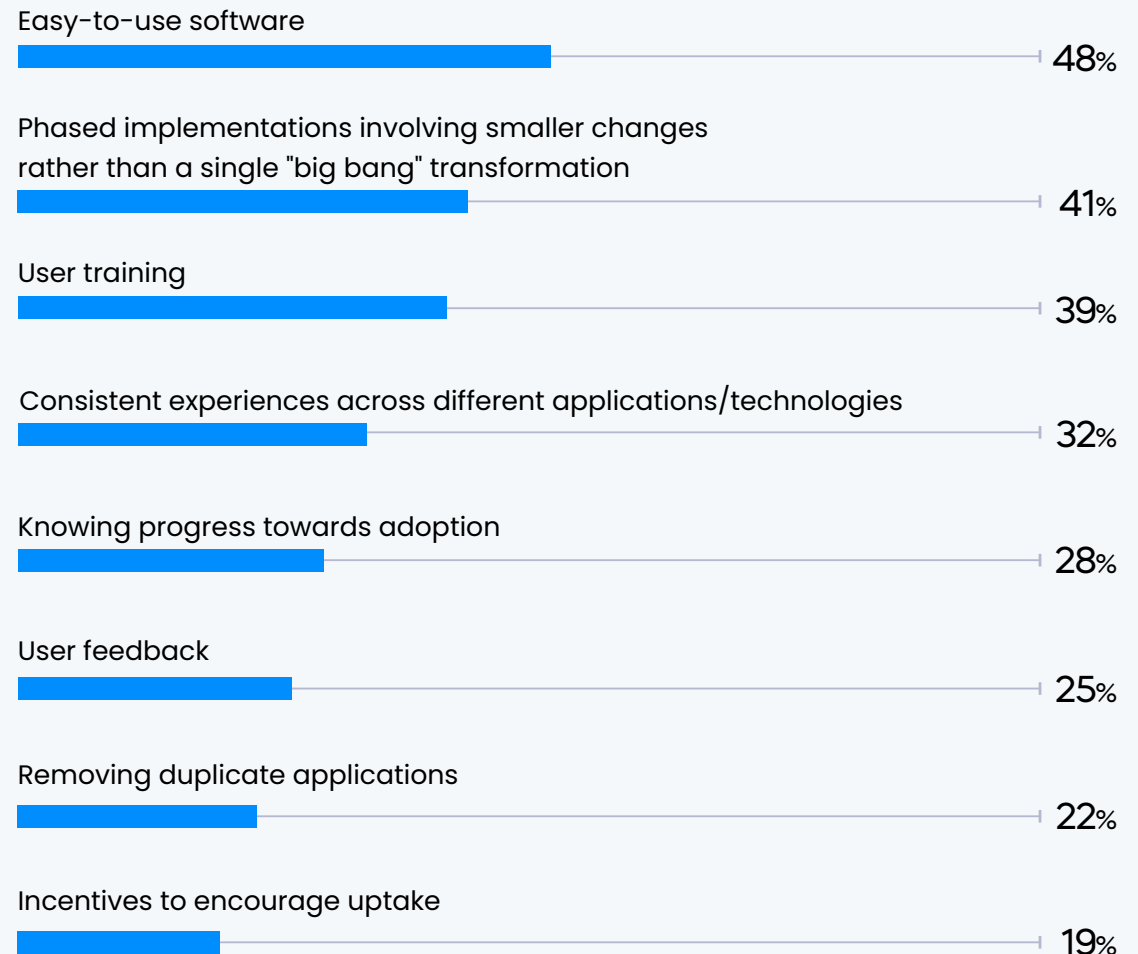 Easy-to-use software
48%
Phased implementations involving smaller changes
rather than a single "big bang" transformation
41%
User training
39%
Consistent experiences across different applications/technologies
32%
Knowing progress towards adoption
28%
User feedback
25%
Removing duplicate applications
22%
Incentives to encourage uptake
19%